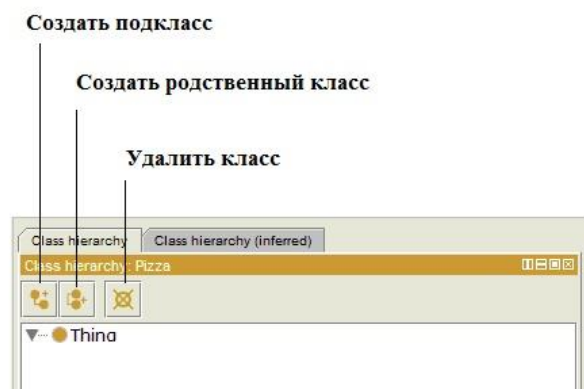 Создать подкласс
Создать родственный класс
Удалить класс
Class hierarchy
Class hierarchy (inferred)
Class hierarchy: Pizza
Thing